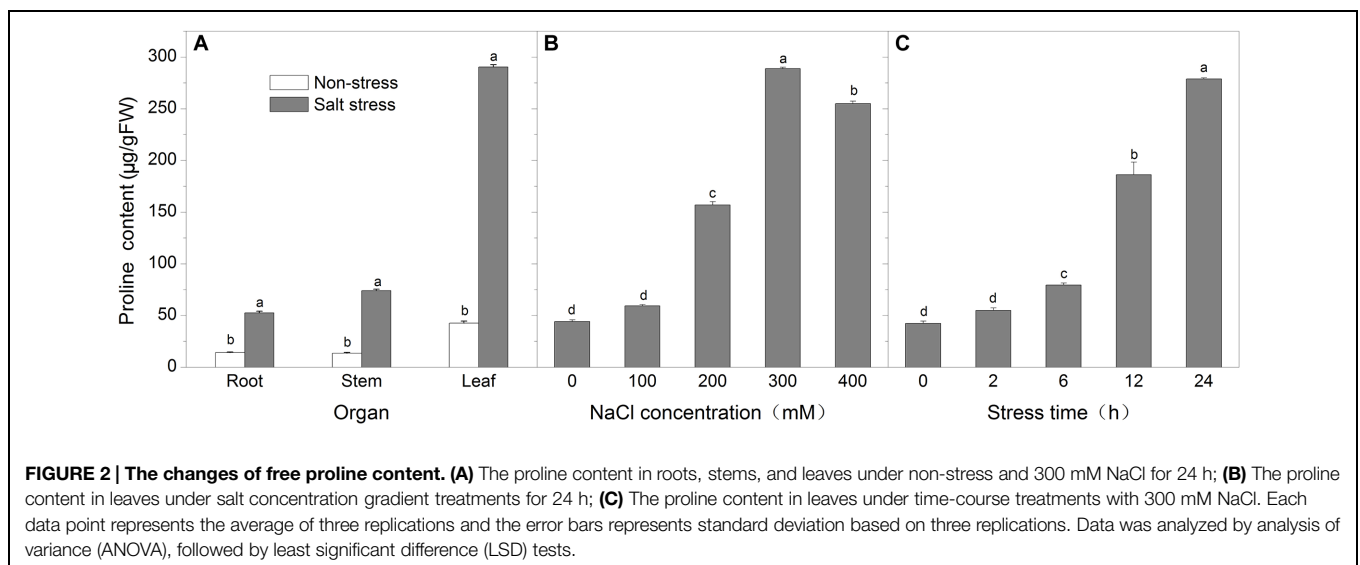 A
B
C
Non-stress
Salt stress
Proline content (μg/gFW)
300
250
200
150
100
50
0
b a b a b a
Root Stem Leaf
Organ
d d c a b
0 100 200 300 400
NaCl concentration（mM）
d d c b a
0 2 6 12 24
Stress time（h）
FIGURE 2 | The changes of free proline content. (A) The proline content in roots, stems, and leaves under non-stress and 300 mM NaCl for 24 h; (B) The proline
content in leaves under salt concentration gradient treatments for 24 h; (C) The proline content in leaves under time-course treatments with 300 mM NaCl. Each
data point represents the average of three replications and the error bars represents standard deviation based on three replications. Data was analyzed by analysis of
variance (ANOVA), followed by least significant difference (LSD) tests.